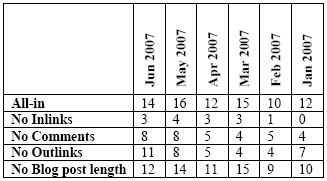 Jun 2007 May 2007 Apr 2007 Mar 2007 Feb 2007 Jan 2007
All-in 14 16 12 15 10 12
No Inlinks 3 4 3 3 1 0
No Comments 8 8 5 4 5 4
No Outlinks 11 8 5 4 4 7
No Blog post length 12 14 11 15 9 10